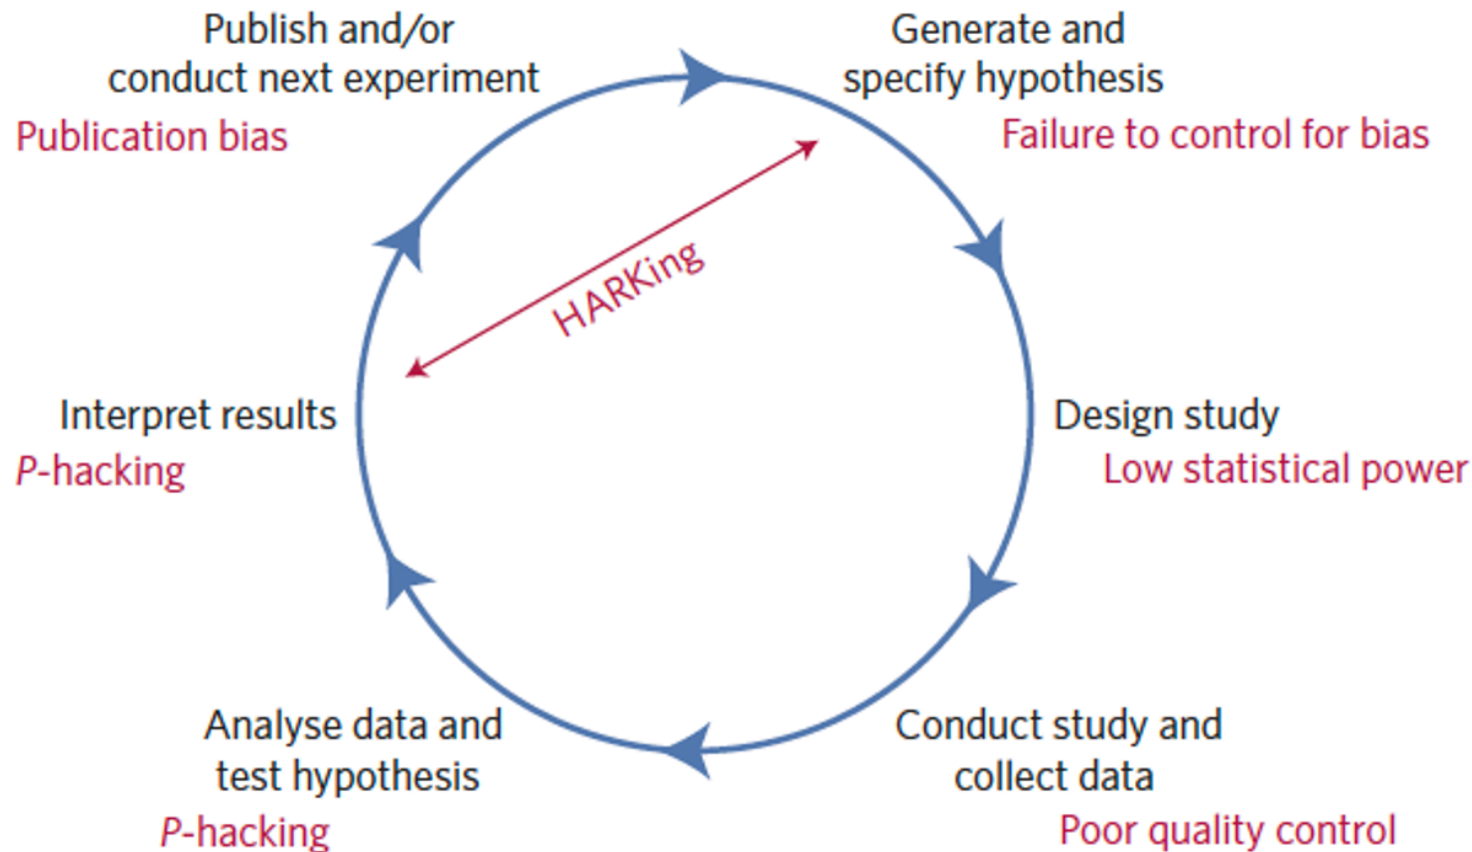 Publish and/or
conduct next experiment
Publication bias
Generate and
specify hypothesis
Failure to control for bias
HARKing
Interpret results
P-hacking
Design study
Low statistical power
Analyse data and
test hypothesis
P-hacking
Conduct study and
collect data
Poor quality control